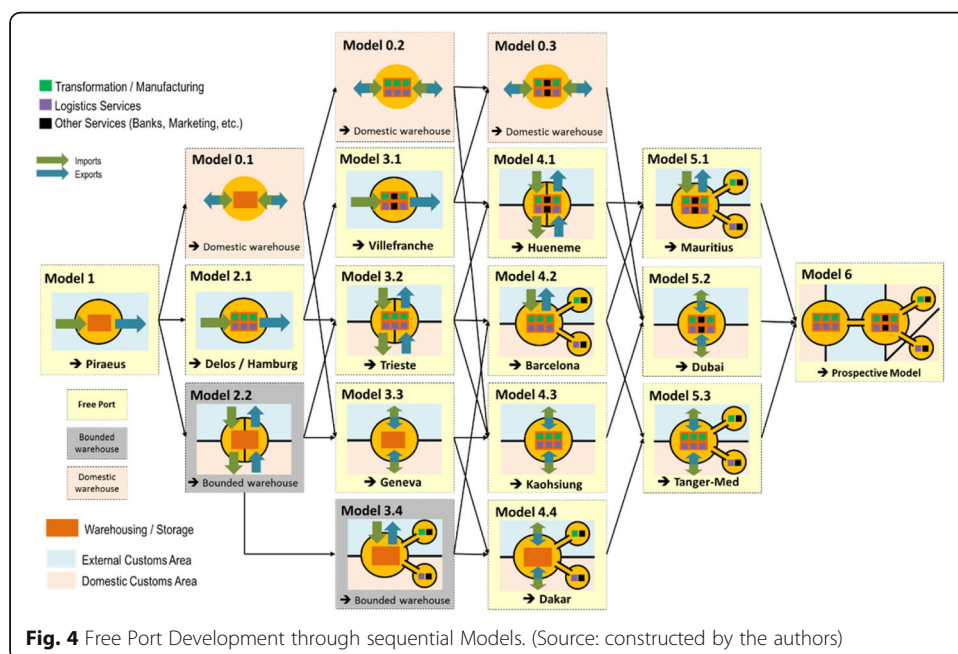 Model 0.2
Model 0.3
Transformation / Manufacturing
Logistics Services
Other Services (Banks, Marketing, etc.)
➔ Domestic warehouse
➔ Domestic warehouse
Imports
Exports
Model 0.1
Model 3.1
Model 4.1
Model 5.1
➔ Domestic warehouse
➔ Villefranche
➔ Hueneme
➔ Mauritius
Model 1
Model 2.1
Model 3.2
Model 4.2
Model 5.2
Model 6
➔ Piraeus
➔ Delos / Hamburg
➔ Trieste
➔ Barcelona
➔ Dubai
➔ Prospective Model
Free Port
Model 2.2
Model 3.3
Model 4.3
Model 5.3
Bounded
warehouse
➔ Bounded warehouse
➔ Geneva
➔ Kaohsiung
➔ Tanger-Med
Domestic
warehouse
Model 3.4
Model 4.4
Warehousing / Storage
External Customs Area
Domestic Customs Area
➔ Bounded warehouse
➔ Dakar
Fig. 4 Free Port Development through sequential Models. (Source: constructed by the authors)